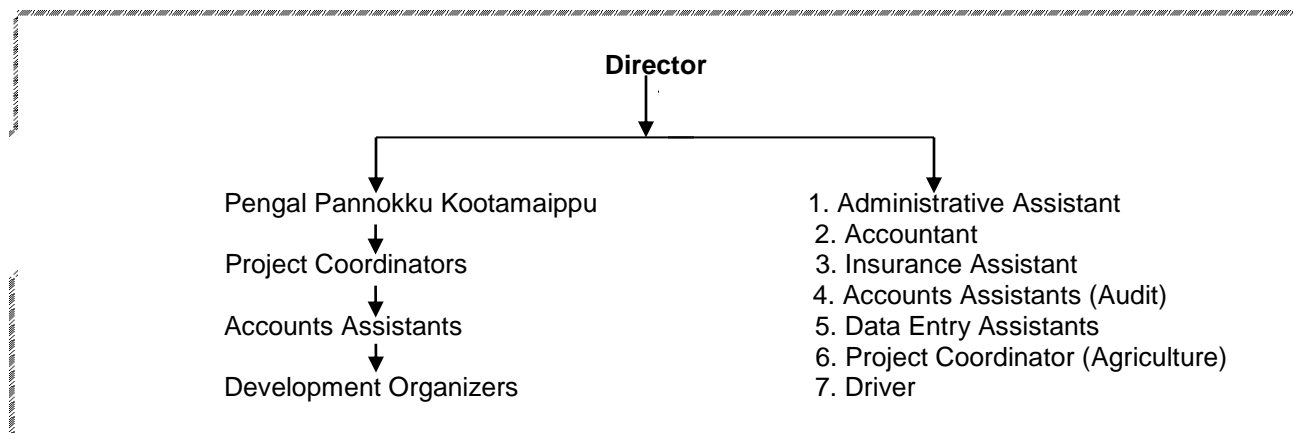 Director
Pengal Pannokku Kootamaippu
Project Coordinators
Accounts Assistants
Development Organizers
1. Administrative Assistant
2. Accountant
3. Insurance Assistant
4. Accounts Assistants (Audit)
5. Data Entry Assistants
6. Project Coordinator (Agriculture)
7. Driver